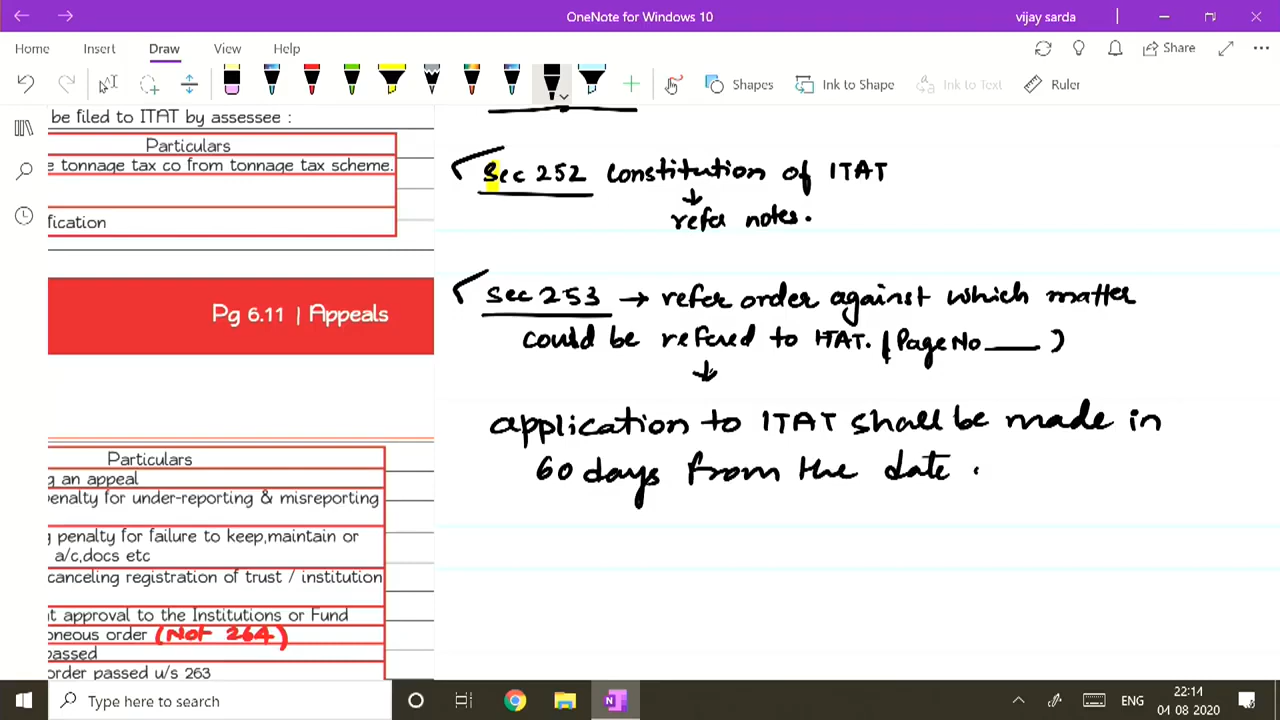 OneNote for Windows 10
vijay sarda
Home Insert Draw View Help
Share
Shapes Ink to Shape Ink to Text Ruler
be filed to ITAT by assessee :
Particulars
e tonnage tax co from tonnage tax scheme.
fication
Pg 6.11 | Appeals
Particulars
g an appeal
penalty for under-reporting & misreporting
g penalty for failure to keep,maintain or
a/c,docs etc
canceling registration of trust / institution
nt approval to the Institutions or Fund
oneous order (Not 264)
passed
order passed u/s 263
Sec 252 constitution of ITAT
↓
refer notes.
Sec 253 → refer order against which matter
could be refered to ITAT. (Page No ____ )
↓
application to ITAT shall be made in
60 days from the date
Type here to search
ENG
22:14
04-08-2020